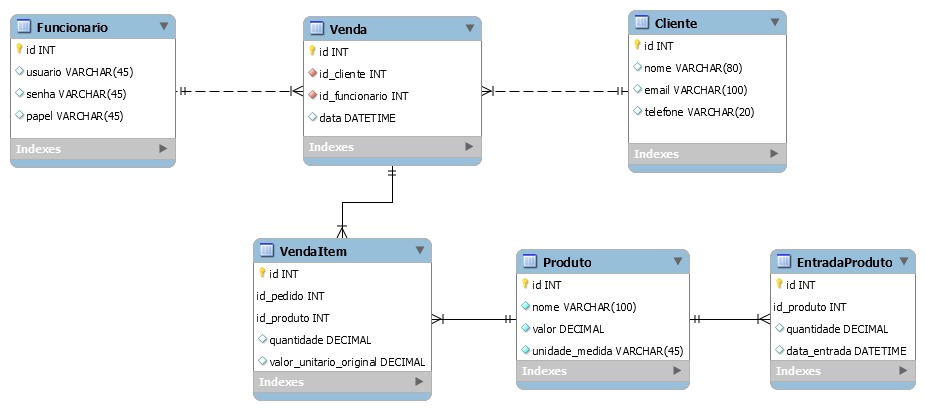 Funcionario
id INT
usuario VARCHAR(45)
senha VARCHAR(45)
papel VARCHAR(45)
Indexes
Venda
id INT
id_cliente INT
id_funcionario INT
data DATETIME
Indexes
Cliente
id INT
nome VARCHAR(80)
email VARCHAR(100)
telefone VARCHAR(20)
Indexes
VendaItem
id INT
id_pedido INT
id_produto INT
quantidade DECIMAL
valor_unitario_original DECIMAL
Indexes
Produto
id INT
nome VARCHAR(100)
valor DECIMAL
unidade_medida VARCHAR(45)
Indexes
EntradaProduto
id INT
id_produto INT
quantidade DECIMAL
data_entrada DATETIME
Indexes